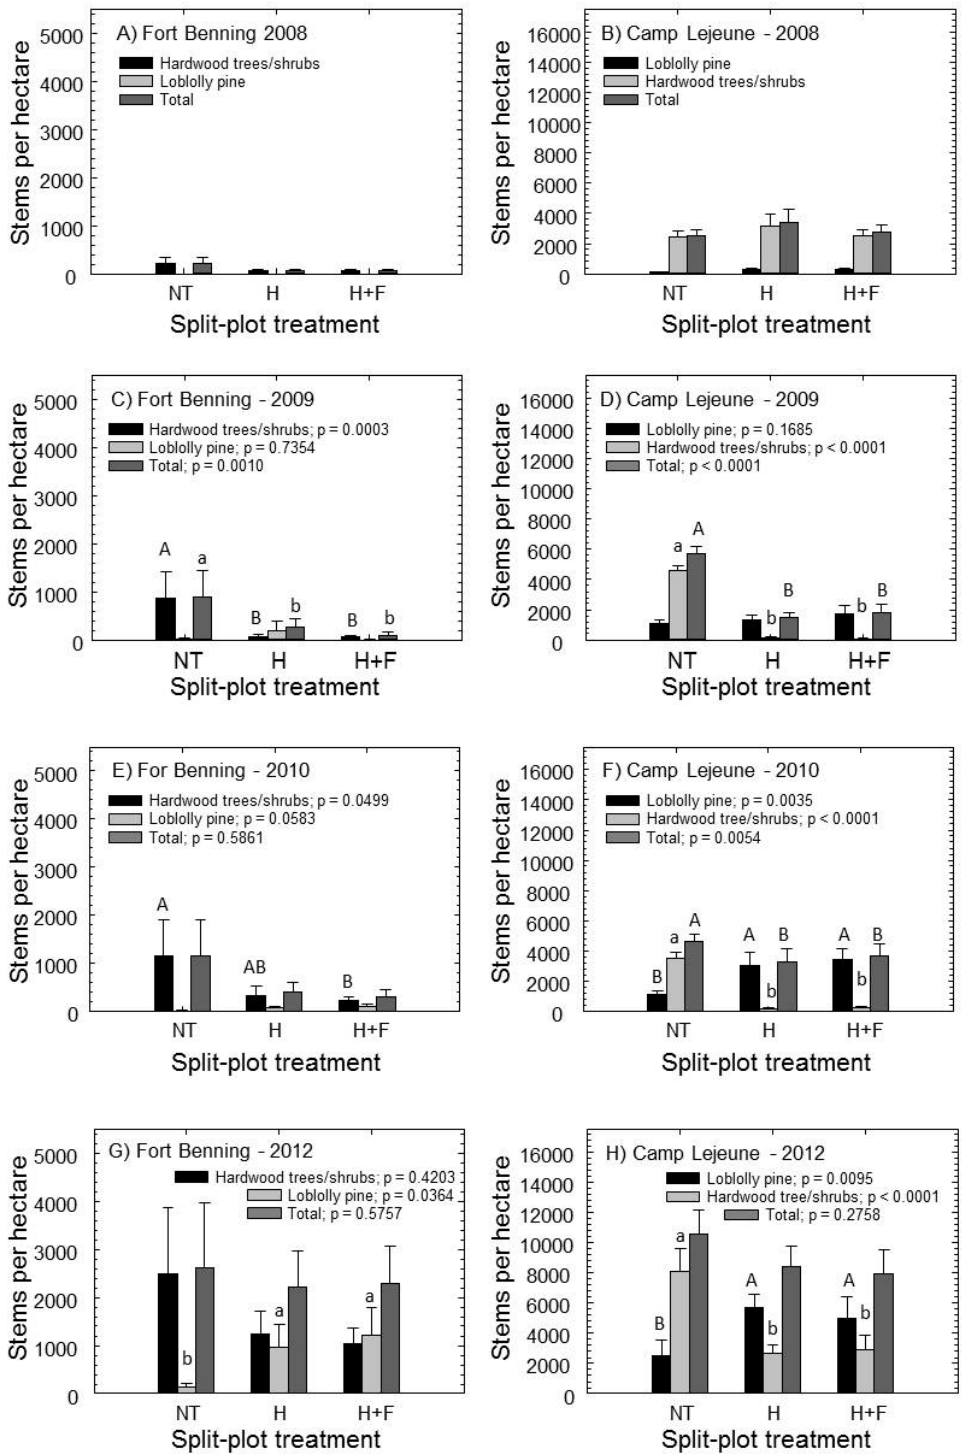 A) Fort Benning 2008
Hardwood trees/shrubs
Loblolly pine
Total
Stems per hectare
5000
4000
3000
2000
1000
0
NT H H+F
Split-plot treatment
B) Camp Lejeune - 2008
Loblolly pine
Hardwood trees/shrubs
Total
Stems per hectare
16000
14000
12000
10000
8000
6000
4000
2000
0
NT H H+F
Split-plot treatment
C) Fort Benning - 2009
Hardwood trees/shrubs; p = 0.0003
Loblolly pine; p = 0.7354
Total; p = 0.0010
Stems per hectare
5000
4000
3000
2000
1000
0
A a
B b
B b
NT H H+F
Split-plot treatment
D) Camp Lejeune - 2009
Loblolly pine; p = 0.1685
Hardwood trees/shrubs; p < 0.0001
Total; p < 0.0001
Stems per hectare
16000
14000
12000
10000
8000
6000
4000
2000
0
a A
b B
b B
NT H H+F
Split-plot treatment
E) For Benning - 2010
Hardwood trees/shrubs; p = 0.0499
Loblolly pine; p = 0.0583
Total; p = 0.5861
Stems per hectare
5000
4000
3000
2000
1000
0
A
AB
B
NT H H+F
Split-plot treatment
F) Camp Lejeune - 2010
Loblolly pine; p = 0.0035
Hardwood tree/shrubs; p < 0.0001
Total; p = 0.0054
Stems per hectare
16000
14000
12000
10000
8000
6000
4000
2000
0
B a A
A b B
A b B
NT H H+F
Split-plot treatment
G) Fort Benning - 2012
Hardwood trees/shrubs; p = 0.4203
Loblolly pine; p = 0.0364
Total; p = 0.5757
Stems per hectare
5000
4000
3000
2000
1000
0
b
a
a
NT H H+F
Split-plot treatment
H) Camp Lejeune - 2012
Loblolly pine; p = 0.0095
Hardwood tree/shrubs; p < 0.0001
Total; p = 0.2758
Stems per hectare
16000
14000
12000
10000
8000
6000
4000
2000
0
B a
A b
A b
NT H H+F
Split-plot treatment